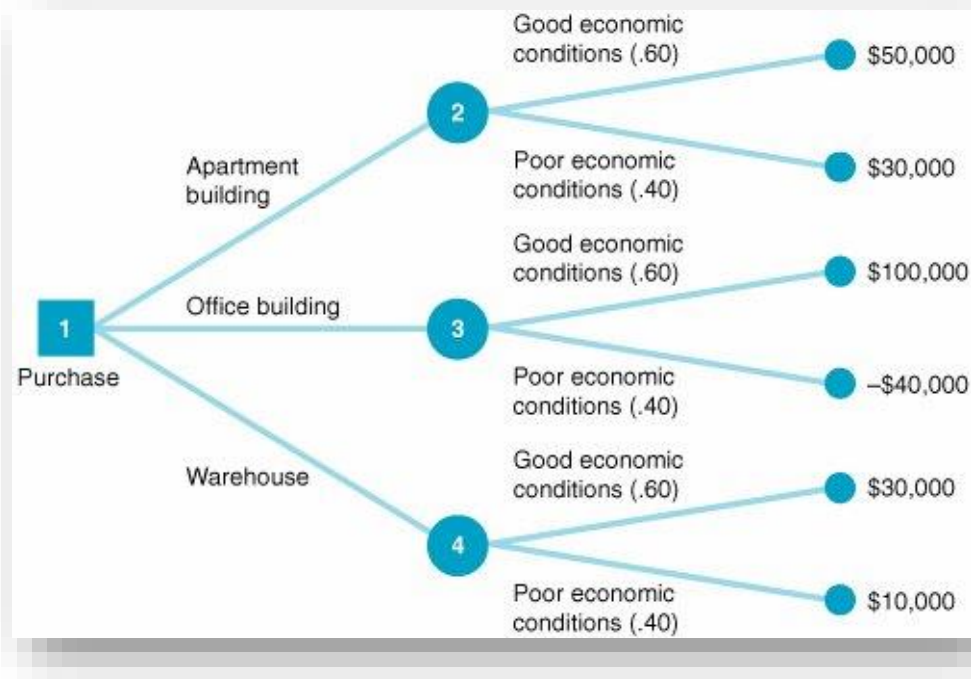 Good economic
conditions (.60)
$50,000
2
Apartment
building
Poor economic
conditions (.40)
$30,000
Good economic
conditions (.60)
$100,000
Office building
1
3
Purchase
Poor economic
conditions (.40)
–$40,000
Good economic
conditions (.60)
$30,000
Warehouse
4
Poor economic
conditions (.40)
$10,000